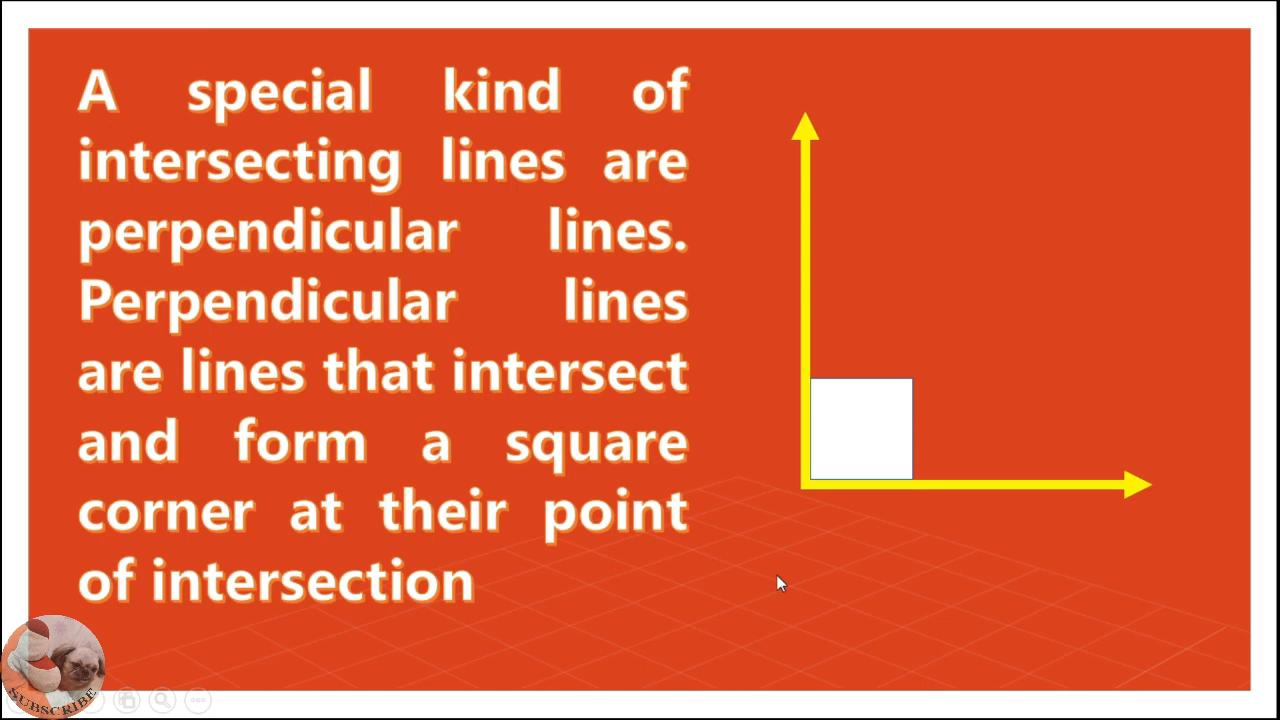 A special kind of
intersecting lines are
perpendicular lines.
Perpendicular lines
are lines that intersect
and form a square
corner at their point
of intersection
SUBSCRIBE